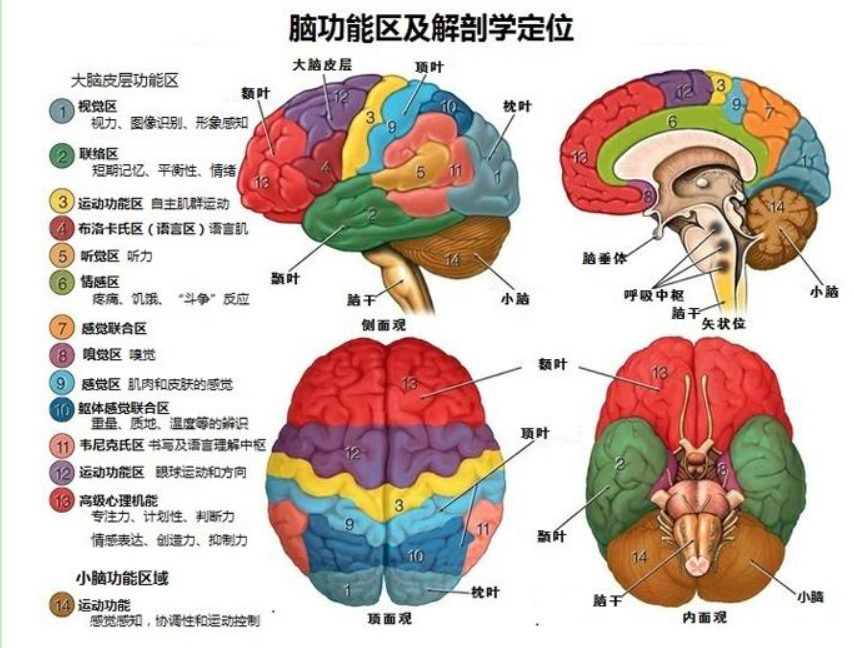 脑功能区及解剖学定位
大脑皮层功能区
1 视觉区
视力、图像识别、形象感知
2 联络区
短期记忆、平衡性、情绪
3 运动功能区 自主肌群运动
4 布洛卡氏区（语言区）语言肌
5 听觉区 听力
6 情感区
疼痛、饥饿、“斗争”反应
7 感觉联合区
8 嗅觉区 嗅觉
9 感觉区 肌肉和皮肤的感觉
10 躯体感觉联合区
重量、质地、温度等的辨识
11 韦尼克氏区 书写及语言理解中枢
12 运动功能区 眼球运动和方向
13 高级心理机能
专注力、计划性、判断力
情感表达、创造力、抑制力
小脑功能区域
14 运动功能
感觉感知，协调性和运动控制
大脑皮层
顶叶
额叶
枕叶
12
3
9
10
13
4
5
11
1
2
14
颞叶
脑干
小脑
侧面观
12
3
9
7
6
13
1
8
14
脑垂体
呼吸中枢
脑干
小脑
矢状位
13
12
3
9
11
10
1
额叶
顶叶
枕叶
顶面观
13
2
8
14
颞叶
脑干
小脑
内面观